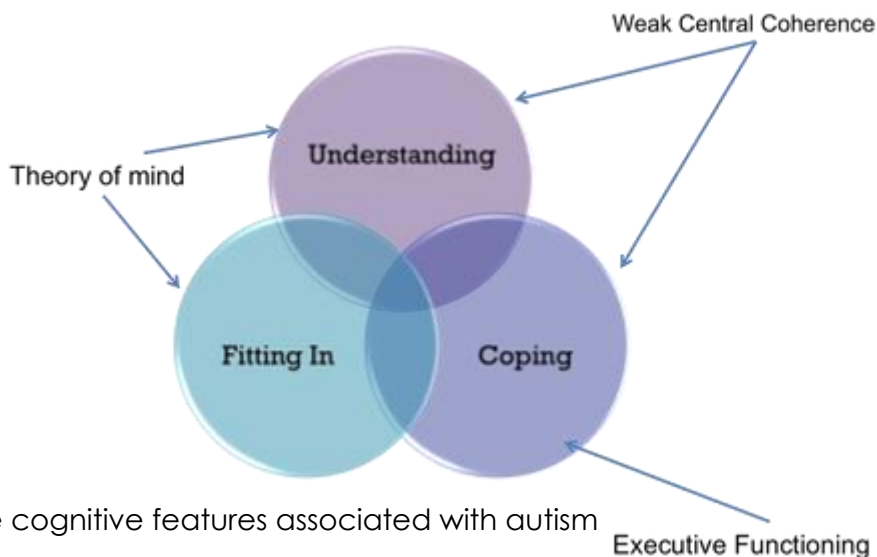 Weak Central Coherence
Understanding
Theory of mind
Fitting In
Coping
cognitive features associated with autism
Executive Functioning